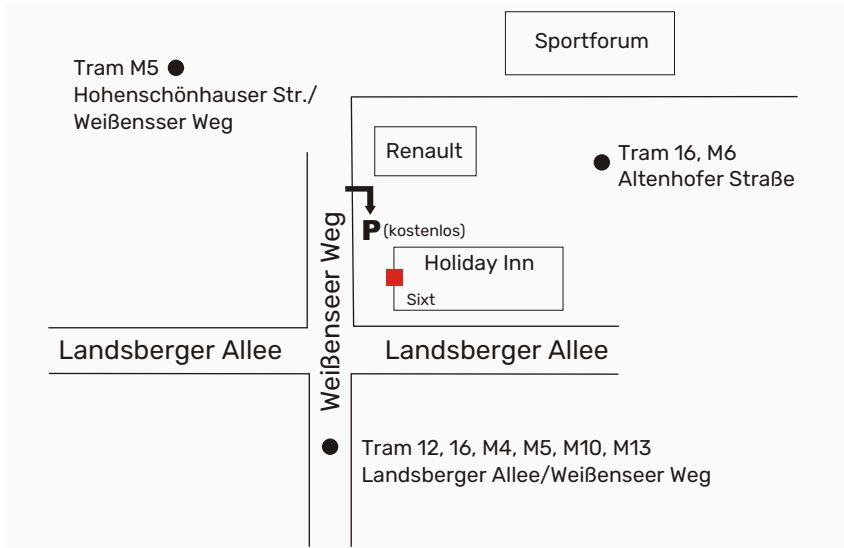 Sportforum
Tram M5
Hohenschönhauser Str./
Weißensser Weg
Renault
Tram 16, M6
Altenhofer Straße
P (kostenlos)
Holiday Inn
Sixt
Weißenseer Weg
Landsberger Allee
Landsberger Allee
Tram 12, 16, M4, M5, M10, M13
Landsberger Allee/Weißenseer Weg